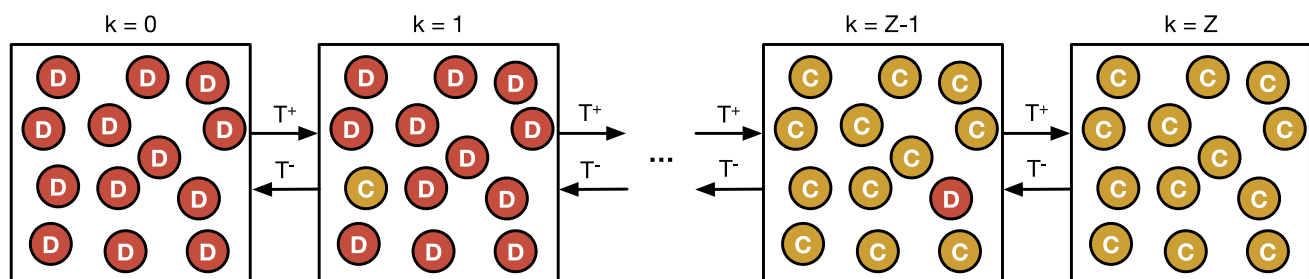 k = 0 k = 1 k = Z-1 k = Z
D D D D D D C C C C C C
D D D T⁺ D D D T⁺ T⁺ C C C T⁺ C C C
D D ... C C
T⁻ T⁻ T⁻ T⁻
D D D C D D C C D C C C
D D D D D D C C C C C C